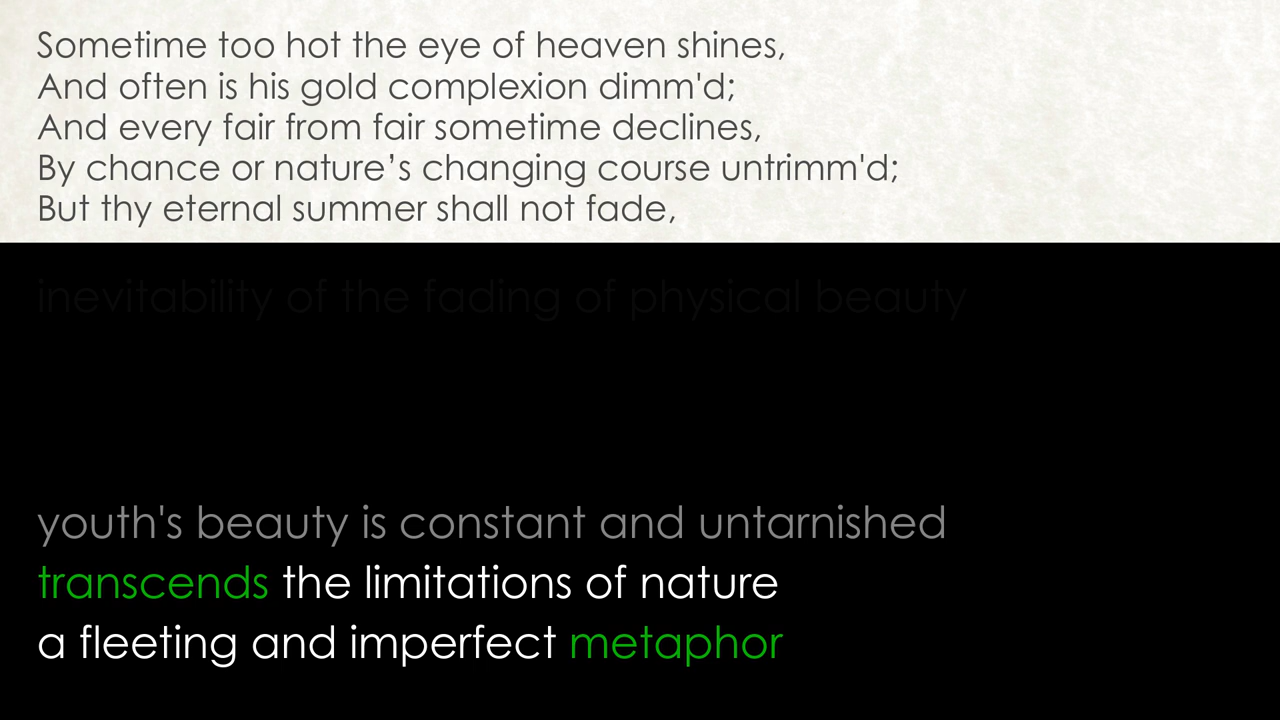 Sometime too hot the eye of heaven shines,
And often is his gold complexion dimm'd;
And every fair from fair sometime declines,
By chance or nature’s changing course untrimm'd;
But thy eternal summer shall not fade,
inevitability of the fading of physical beauty
youth's beauty is constant and untarnished
transcends the limitations of nature
a fleeting and imperfect metaphor